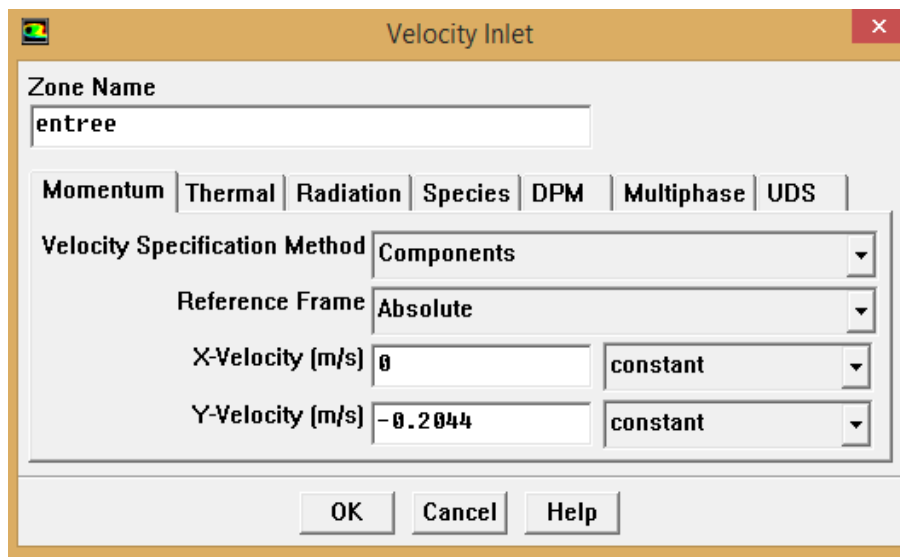 Velocity Inlet
Zone Name
entree
Momentum Thermal Radiation Species DPM Multiphase UDS
Velocity Specification Method Components
Reference Frame Absolute
X-Velocity (m/s) 0 constant
Y-Velocity (m/s) -0.2044 constant
OK Cancel Help